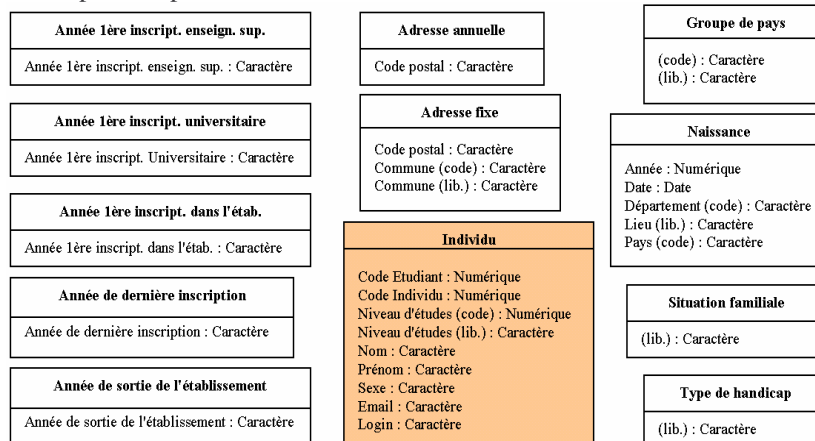 Année 1ère inscript. enseign. sup.
Année 1ère inscript. enseign. sup. : Caractère
Année 1ère inscript. universitaire
Année 1ère inscript. Universitaire : Caractère
Année 1ère inscript. dans l'étab.
Année 1ère inscript. dans l'étab. : Caractère
Année de dernière inscription
Année de dernière inscription : Caractère
Année de sortie de l'établissement
Année de sortie de l'établissement : Caractère
Adresse annuelle
Code postal : Caractère
Adresse fixe
Code postal : Caractère
Commune (code) : Caractère
Commune (lib.) : Caractère
Individu
Code Etudiant : Numérique
Code Individu : Numérique
Niveau d'études (code) : Numérique
Niveau d'études (lib.) : Caractère
Nom : Caractère
Prénom : Caractère
Sexe : Caractère
Email : Caractère
Login : Caractère
Groupe de pays
(code) : Caractère
(lib.) : Caractère
Naissance
Année : Numérique
Date : Date
Département (code) : Caractère
Lieu (lib.) : Caractère
Pays (code) : Caractère
Situation familiale
(lib.) : Caractère
Type de handicap
(lib.) : Caractère